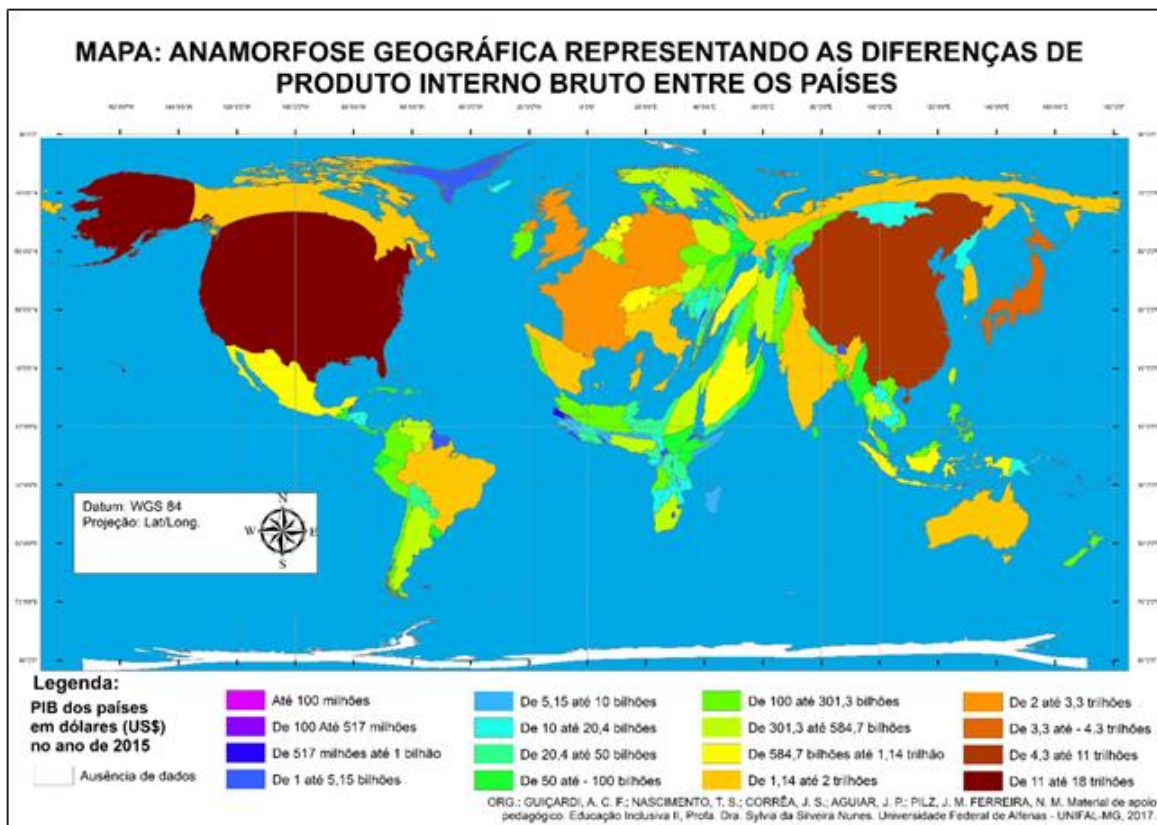 MAPA: ANAMORFOSE GEOGRÁFICA REPRESENTANDO AS DIFERENÇAS DE
PRODUTO INTERNO BRUTO ENTRE OS PAÍSES
Datum: WGS 84
Projeção: Lat/Long.
N
W E
S
Legenda:
PIB dos países
em dólares (US$)
no ano de 2015
Ausência de dados
Até 100 milhões
De 100 Até 517 milhões
De 517 milhões até 1 bilhão
De 1 até 5,15 bilhões
De 5,15 até 10 bilhões
De 10 até 20,4 bilhões
De 20,4 até 50 bilhões
De 50 até - 100 bilhões
De 100 até 301,3 bilhões
De 301,3 até 584,7 bilhões
De 584,7 bilhões até 1,14 trilhão
De 1,14 até 2 trilhões
De 2 até 3,3 trilhões
De 3,3 até - 4.3 trilhões
De 4,3 até 11 trilhões
De 11 até 18 trilhões
ORG.: GUIÇARDI, A. C. F.; NASCIMENTO, T. S.; CORRÊA, J. S.; AGUIAR, J. P.; PILZ, J. M. FERREIRA, N. M. Material de apoio
pedagógico. Educação Inclusiva II, Profa. Dra. Sylvia da Silveira Nunes. Universidade Federal de Alfenas - UNIFAL-MG, 2017.